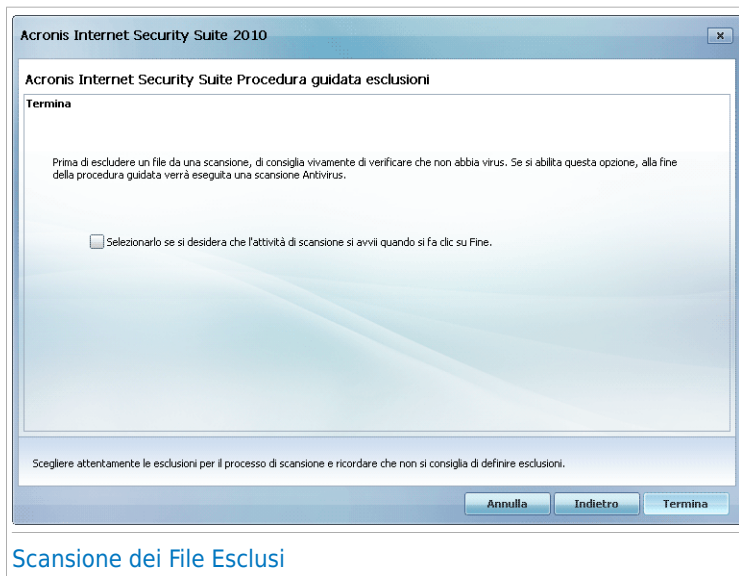 Acronis Internet Security Suite 2010
x
Acronis Internet Security Suite Procedura guidata esclusioni
Termina
Prima di escludere un file da una scansione, di consiglia vivamente di verificare che non abbia virus. Se si abilita questa opzione, alla fine
della procedura guidata verrà eseguita una scansione Antivirus.
Selezionarlo se si desidera che l'attività di scansione si avvii quando si fa clic su Fine.
Scegliere attentamente le esclusioni per il processo di scansione e ricordare che non si consiglia di definire esclusioni.
Annulla Indietro Termina
Scansione dei File Esclusi